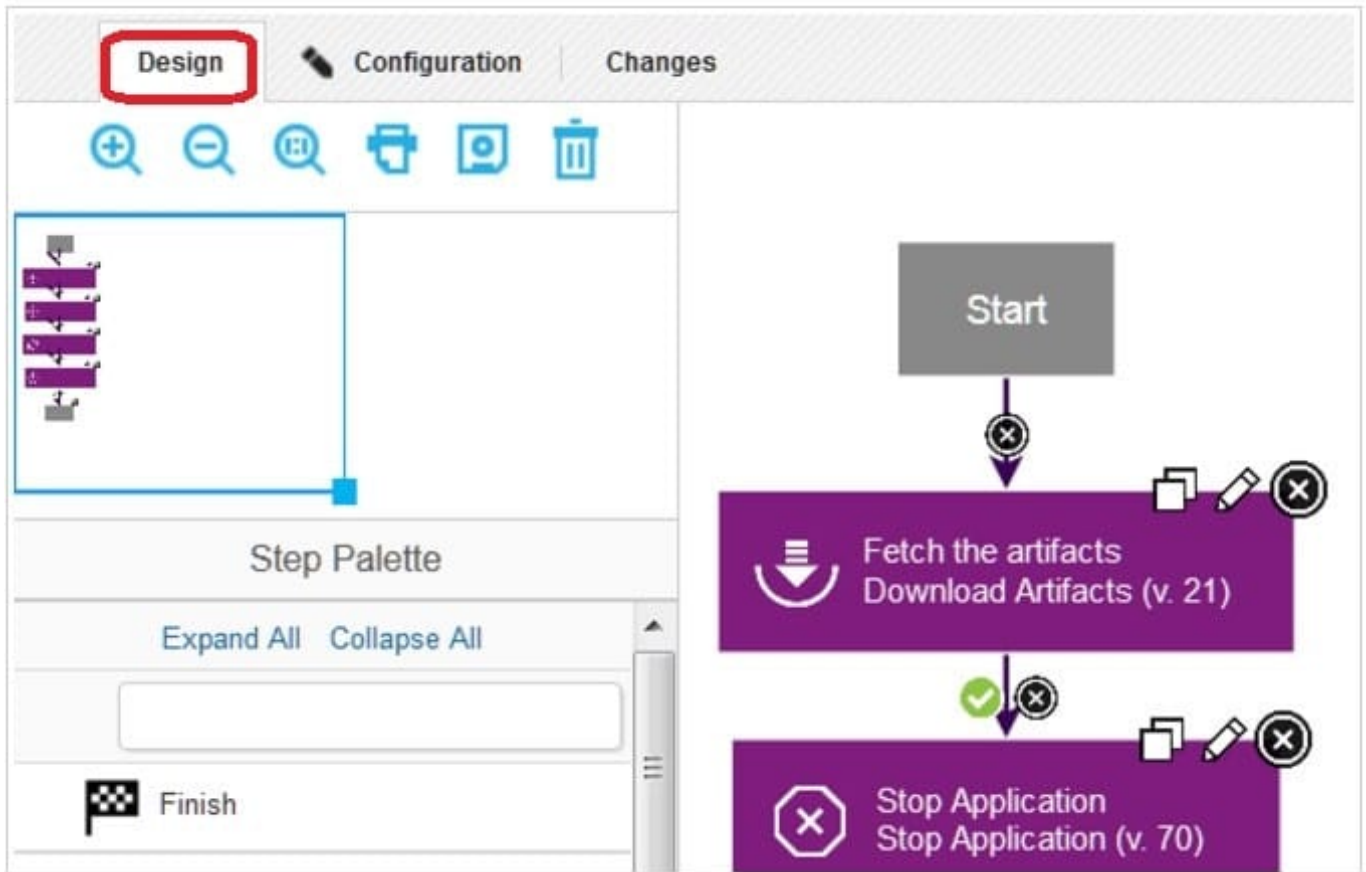 Design
Configuration
Changes
Step Palette
Expand All Collapse All
Finish
Start
Fetch the artifacts
Download Artifacts (v. 21)
Stop Application
Stop Application (v. 70)